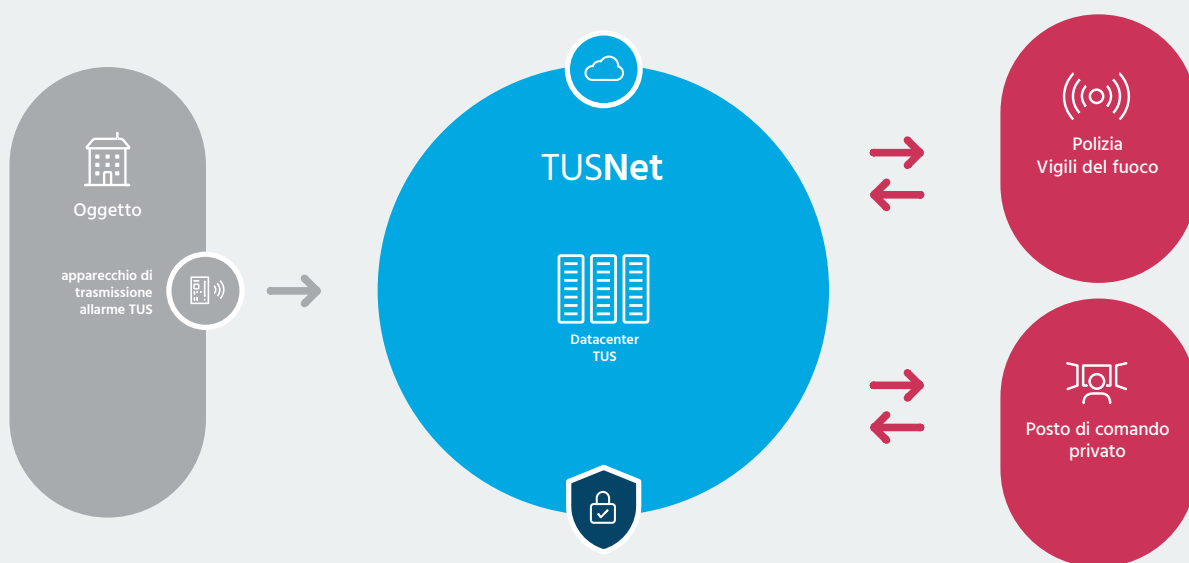 Oggetto
apparecchio di
trasmissione
allarme TUS
TUSNet
Datacenter
TUS
Polizia
Vigili del fuoco
Posto di comando
privato